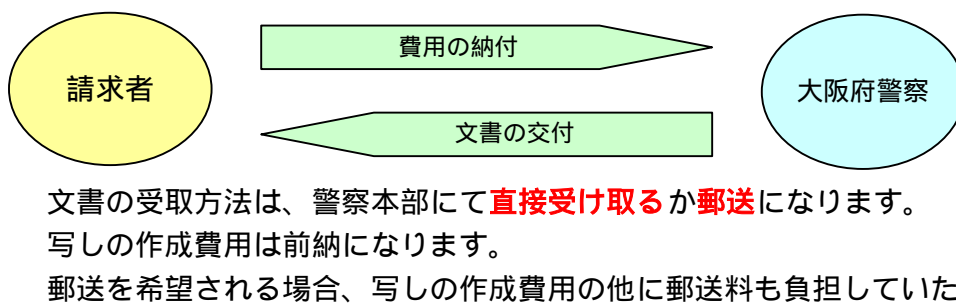 費用の納付
請求者
大阪府警察
文書の交付
文書の受取方法は、警察本部にて直接受け取るか郵送になります。
写しの作成費用は前納になります。
郵送を希望される場合、写しの作成費用の他に郵送料も負担していた